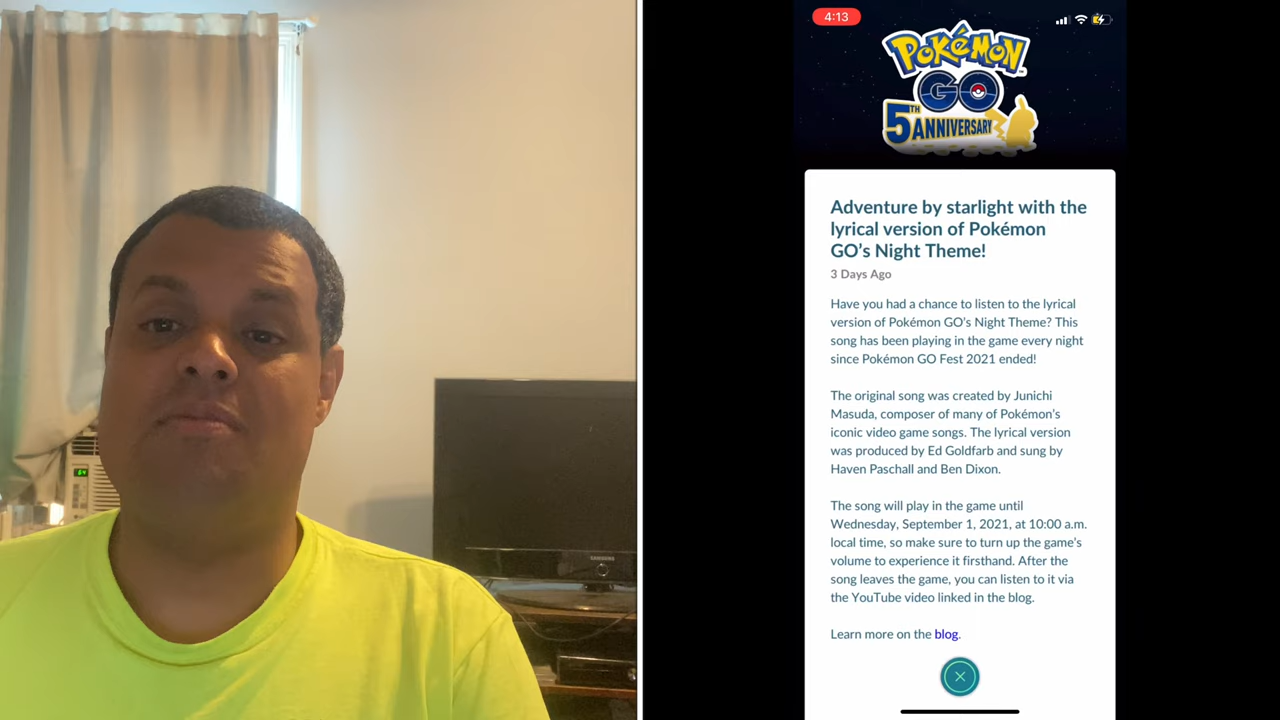 4:13
POKÉMON
GO
5TH
ANNIVERSARY
Adventure by starlight with the
lyrical version of Pokémon
GO's Night Theme!
3 Days Ago
Have you had a chance to listen to the lyrical
version of Pokémon GO's Night Theme? This
song has been playing in the game every night
since Pokémon GO Fest 2021 ended!
The original song was created by Junichi
Masuda, composer of many of Pokémon's
iconic video game songs. The lyrical version
was produced by Ed Goldfarb and sung by
Haven Paschall and Ben Dixon.
The song will play in the game until
Wednesday, September 1, 2021, at 10:00 a.m.
local time, so make sure to turn up the game's
volume to experience it firsthand. After the
song leaves the game, you can listen to it via
the YouTube video linked in the blog.
Learn more on the blog.
SAMSUNG